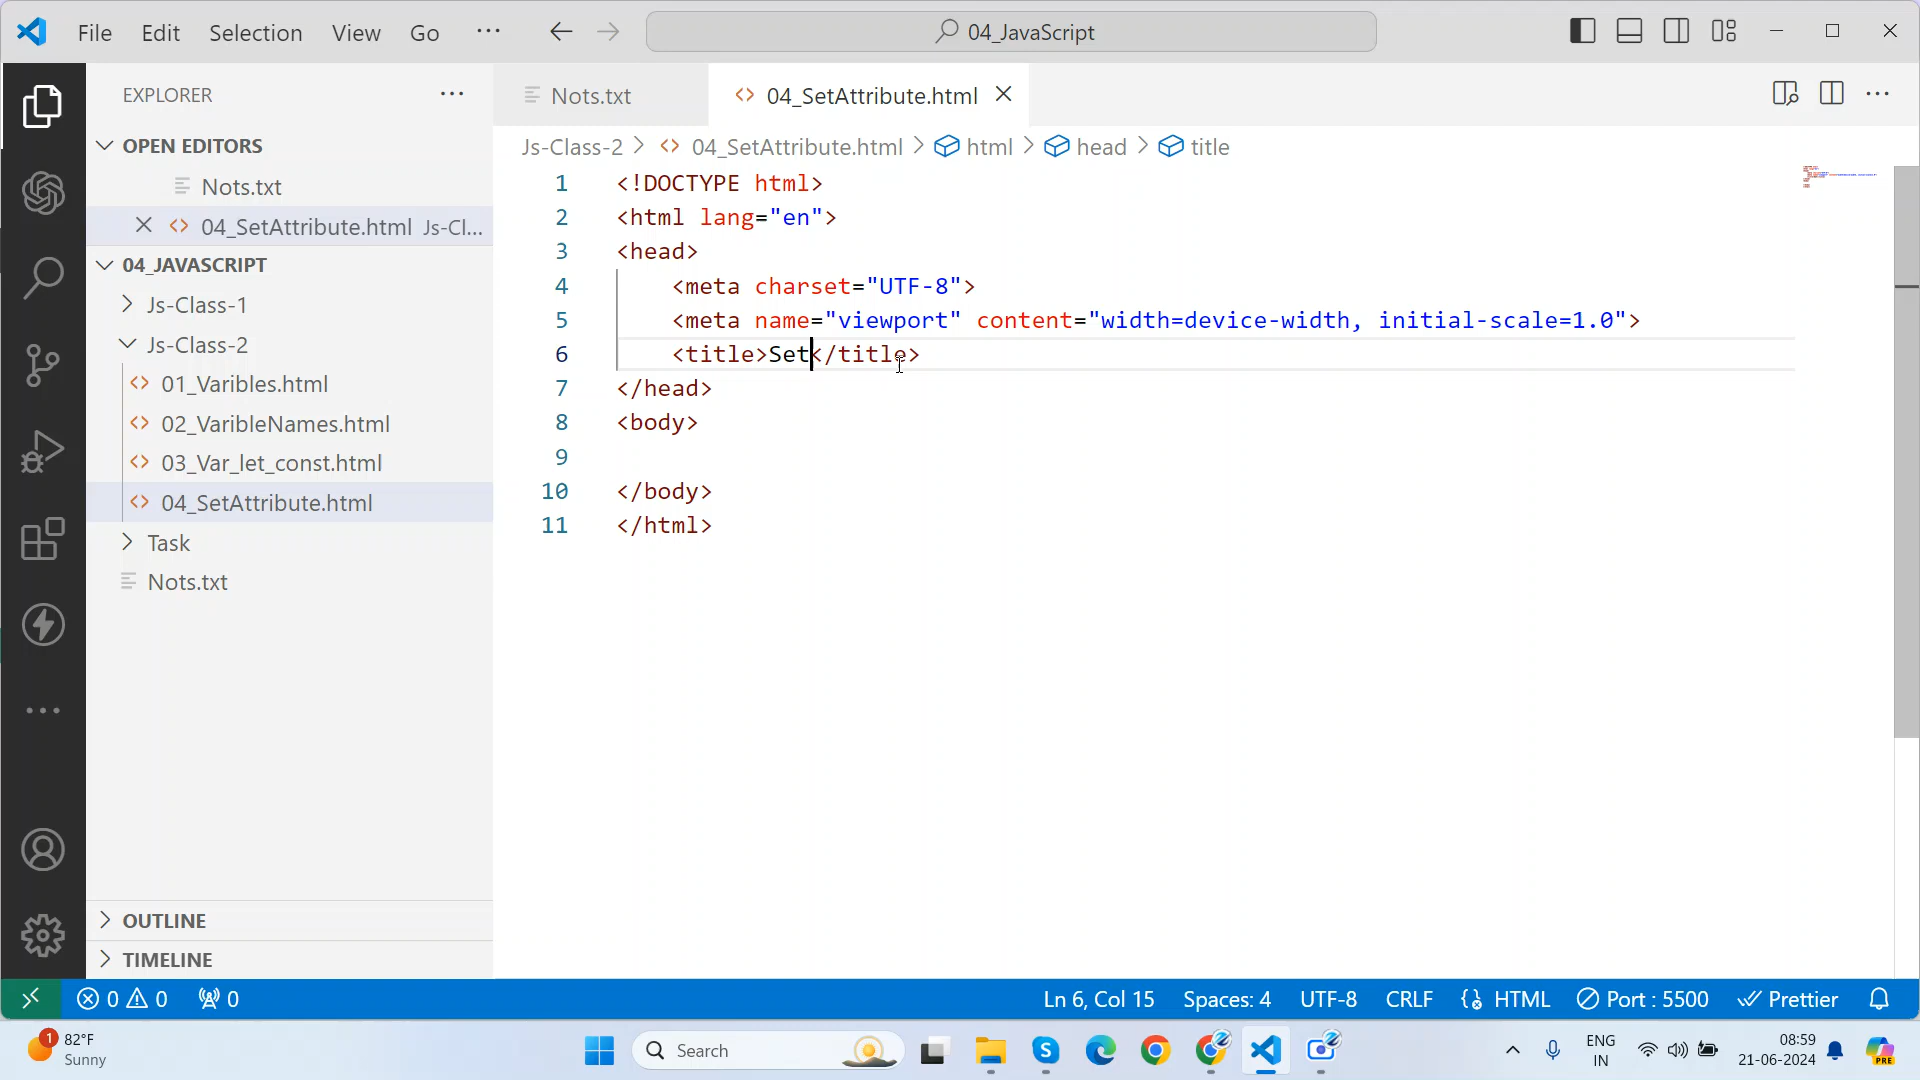 File Edit Selection View Go ··· 04_JavaScript
EXPLORER ···
OPEN EDITORS
Nots.txt
04_SetAttribute.html Js-Cl...
04_JAVASCRIPT
Js-Class-1
Js-Class-2
01_Varibles.html
02_VaribleNames.html
03_Var_let_const.html
04_SetAttribute.html
Task
Nots.txt
OUTLINE
TIMELINE
Nots.txt 04_SetAttribute.html
Js-Class-2 > 04_SetAttribute.html > html > head > title
1 <!DOCTYPE html>
2 <html lang="en">
3 <head>
4 <meta charset="UTF-8">
5 <meta name="viewport" content="width=device-width, initial-scale=1.0">
6 <title>Set</title>
7 </head>
8 <body>
9
10 </body>
11 </html>
0 0 0 Ln 6, Col 15 Spaces: 4 UTF-8 CRLF HTML Port : 5500 Prettier
1 82°F
Sunny
Search
ENG
IN
08:59
21-06-2024
PRE